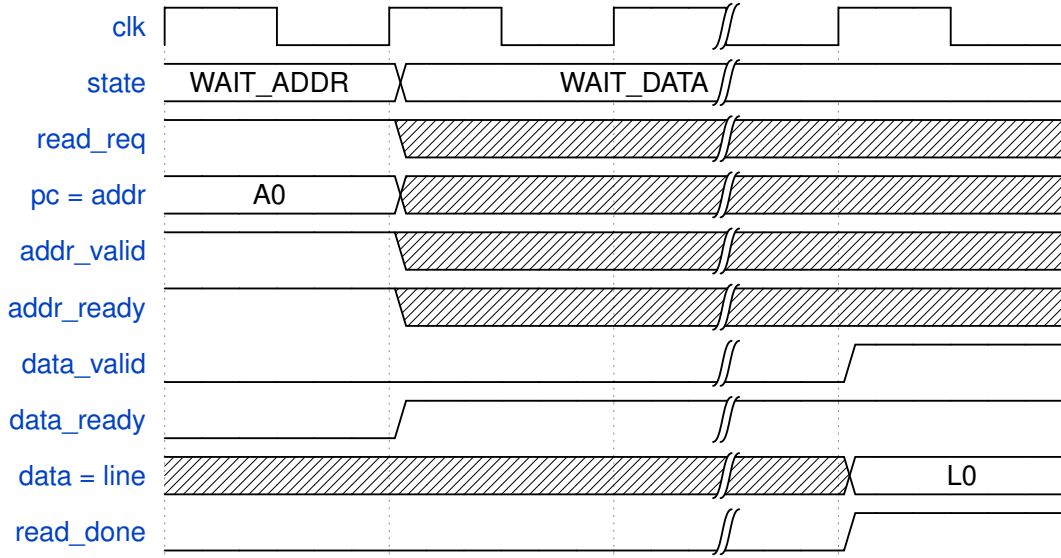 clk
state WAIT_ADDR WAIT_DATA
read_req
pc = addr A0
addr_valid
addr_ready
data_valid
data_ready
data = line L0
read_done